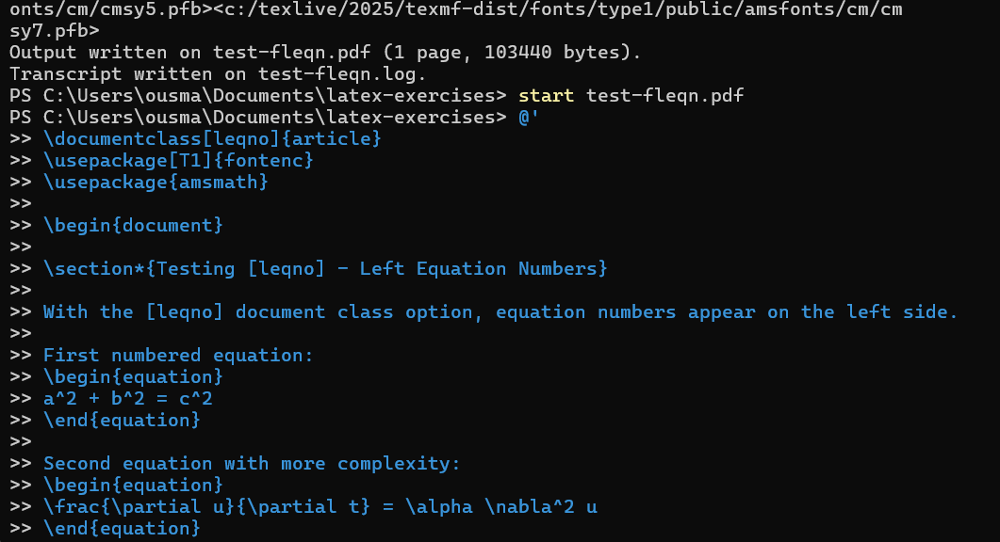 onts/cm/cmsy5.pfb><c:/texlive/2025/texmf-dist/fonts/type1/public/amsfonts/cm/cm
sy7.pfb>
Output written on test-fleqn.pdf (1 page, 103440 bytes).
Transcript written on test-fleqn.log.
PS C:\Users\ousma\Documents\latex-exercises> start test-fleqn.pdf
PS C:\Users\ousma\Documents\latex-exercises> @'
>> \documentclass[leqno]{article}
>> \usepackage[T1]{fontenc}
>> \usepackage{amsmath}
>>
>> \begin{document}
>>
>> \section*{Testing [leqno] - Left Equation Numbers}
>>
>> With the [leqno] document class option, equation numbers appear on the left side.
>>
>> First numbered equation:
>> \begin{equation}
>> a^2 + b^2 = c^2
>> \end{equation}
>>
>> Second equation with more complexity:
>> \begin{equation}
>> \frac{\partial u}{\partial t} = \alpha \nabla^2 u
>> \end{equation}